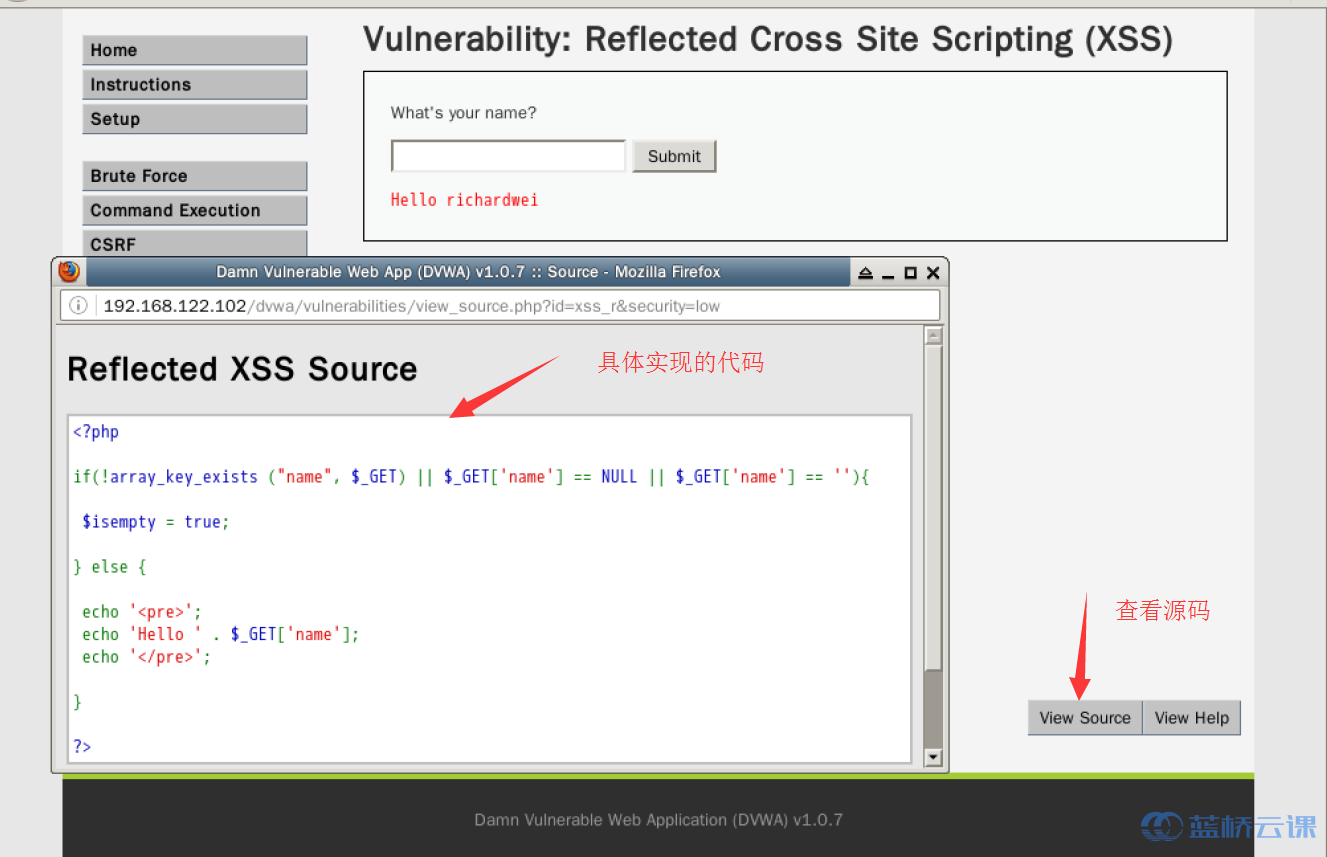 Vulnerability: Reflected Cross Site Scripting (XSS)
Home
Instructions
Setup
Brute Force
Command Execution
CSRF
What's your name?
Submit
Hello richardwei
Damn Vulnerable Web App (DVWA) v1.0.7 :: Source - Mozilla Firefox
192.168.122.102/dvwa/vulnerabilities/view_source.php?id=xss_r&security=low
Reflected XSS Source
具体实现的代码
<?php
if(!array_key_exists ("name", $_GET) || $_GET['name'] == NULL || $_GET['name'] == ''){
$isempty = true;
} else {
echo '<pre>';
echo 'Hello ' . $_GET['name'];
echo '</pre>';
}
?>
查看源码
View Source
View Help
Damn Vulnerable Web Application (DVWA) v1.0.7
蓝桥云课